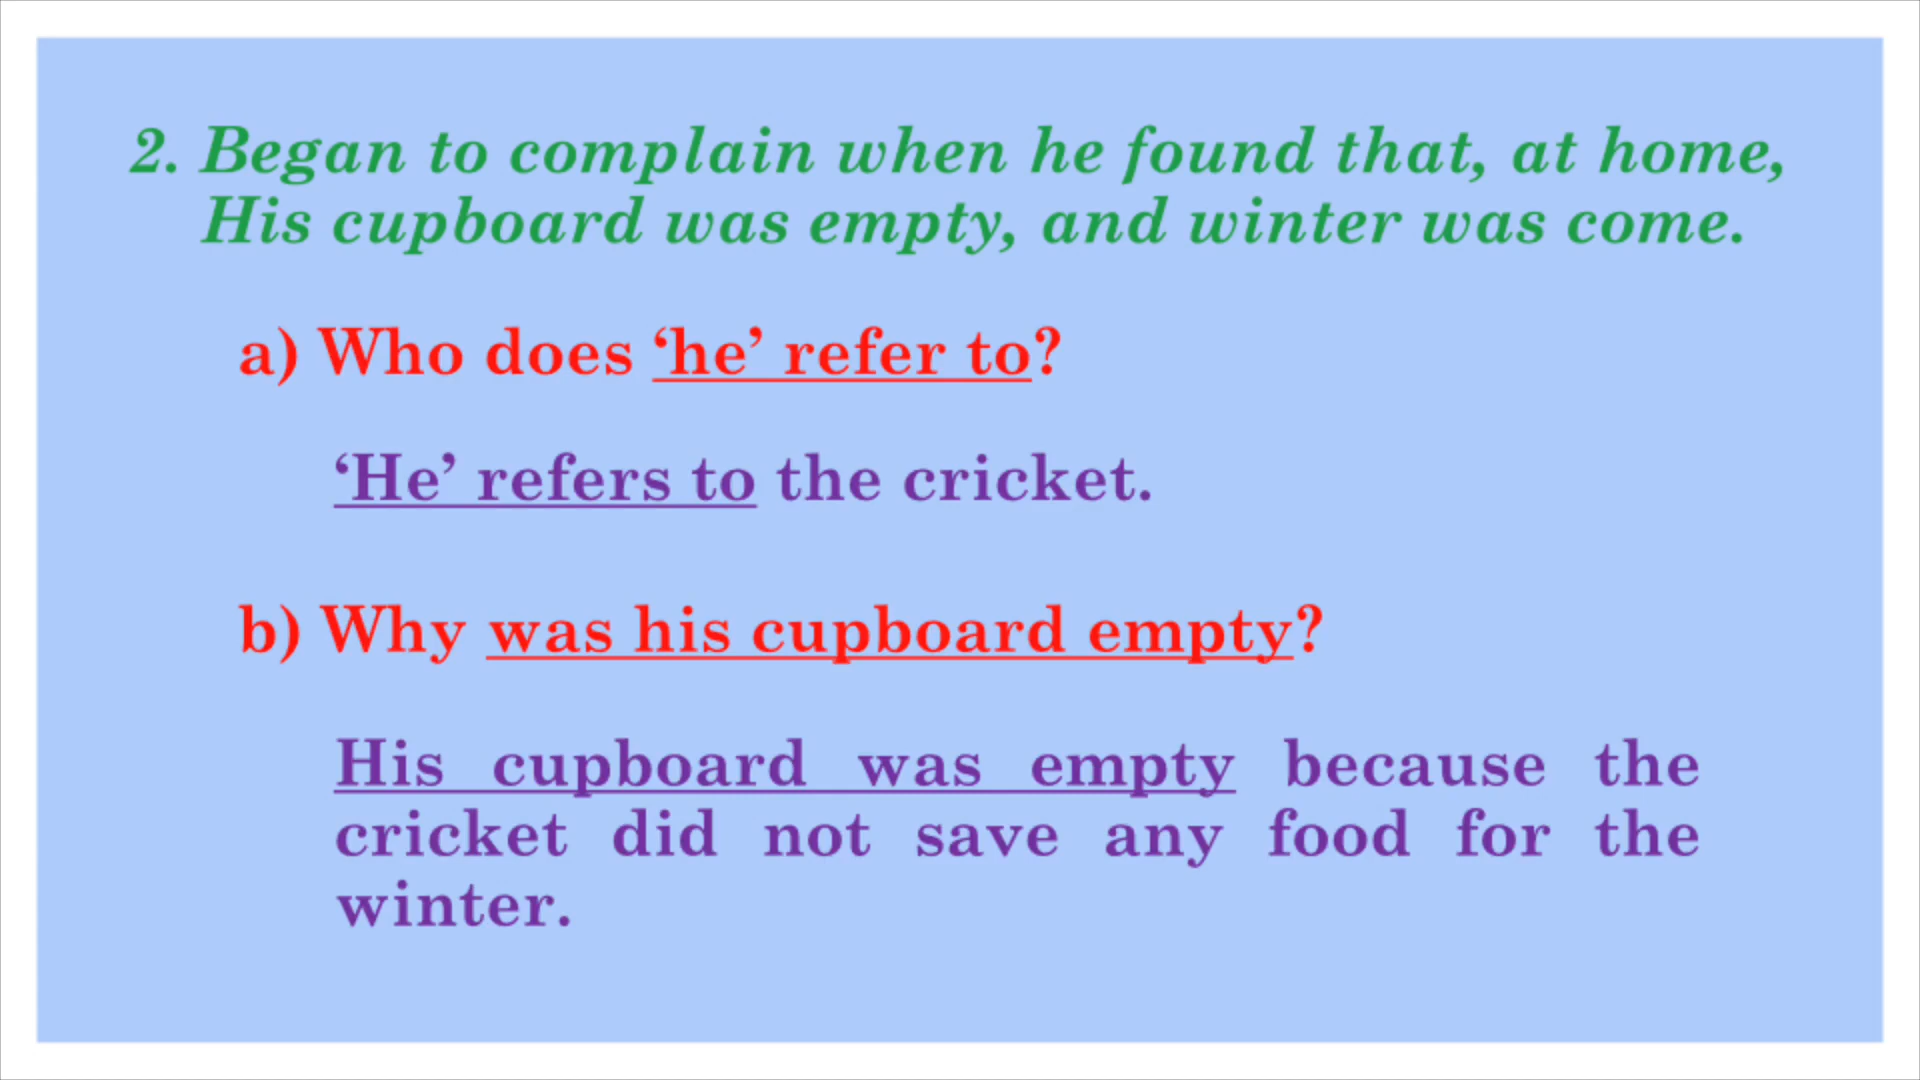 2. Began to complain when he found that, at home,
His cupboard was empty, and winter was come.
a) Who does ‘he’ refer to?
‘He’ refers to the cricket.
b) Why was his cupboard empty?
His cupboard was empty because the
cricket did not save any food for the
winter.